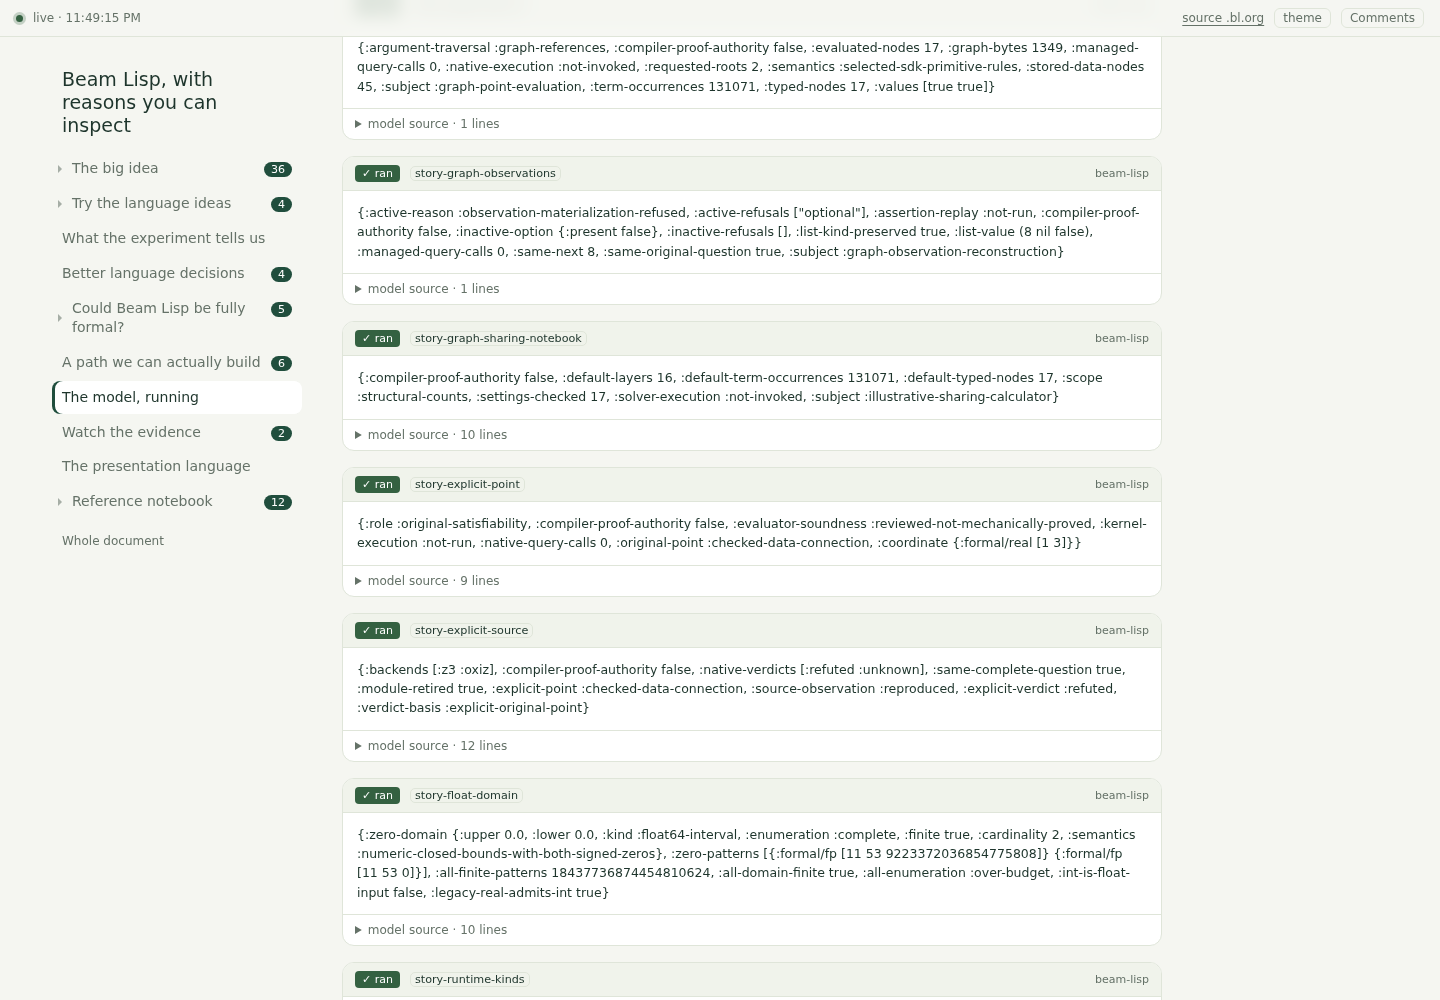 live · 11:49:15 PM
source .bl.org
theme
Comments
Beam Lisp, with
reasons you can
inspect
The big idea 36
Try the language ideas 4
What the experiment tells us
Better language decisions 4
Could Beam Lisp be fully 5
formal?
A path we can actually build 6
The model, running
Watch the evidence 2
The presentation language
Reference notebook 12
Whole document
{:argument-traversal :graph-references, :compiler-proof-authority false, :evaluated-nodes 17, :graph-bytes 1349, :managed-
query-calls 0, :native-execution :not-invoked, :requested-roots 2, :semantics :selected-sdk-primitive-rules, :stored-data-nodes
45, :subject :graph-point-evaluation, :term-occurrences 131071, :typed-nodes 17, :values [true true]}
▶ model source · 1 lines
✓ ran story-graph-observations beam-lisp
{:active-reason :observation-materialization-refused, :active-refusals ["optional"], :assertion-replay :not-run, :compiler-proof-
authority false, :inactive-option {:present false}, :inactive-refusals [], :list-kind-preserved true, :list-value (8 nil false),
:managed-query-calls 0, :same-next 8, :same-original-question true, :subject :graph-observation-reconstruction}
▶ model source · 1 lines
✓ ran story-graph-sharing-notebook beam-lisp
{:compiler-proof-authority false, :default-layers 16, :default-term-occurrences 131071, :default-typed-nodes 17, :scope
:structural-counts, :settings-checked 17, :solver-execution :not-invoked, :subject :illustrative-sharing-calculator}
▶ model source · 10 lines
✓ ran story-explicit-point beam-lisp
{:role :original-satisfiability, :compiler-proof-authority false, :evaluator-soundness :reviewed-not-mechanically-proved, :kernel-
execution :not-run, :native-query-calls 0, :original-point :checked-data-connection, :coordinate {:formal/real [1 3]}}
▶ model source · 9 lines
✓ ran story-explicit-source beam-lisp
{:backends [:z3 :oxiz], :compiler-proof-authority false, :native-verdicts [:refuted :unknown], :same-complete-question true,
:module-retired true, :explicit-point :checked-data-connection, :source-observation :reproduced, :explicit-verdict :refuted,
:verdict-basis :explicit-original-point}
▶ model source · 12 lines
✓ ran story-float-domain beam-lisp
{:zero-domain {:upper 0.0, :lower 0.0, :kind :float64-interval, :enumeration :complete, :finite true, :cardinality 2, :semantics
:numeric-closed-bounds-with-both-signed-zeros}, :zero-patterns [{:formal/fp [11 53 9223372036854775808]} {:formal/fp
[11 53 0]}], :all-finite-patterns 18437736874454810624, :all-domain-finite true, :all-enumeration :over-budget, :int-is-float-
input false, :legacy-real-admits-int true}
▶ model source · 10 lines
✓ ran story-runtime-kinds beam-lisp